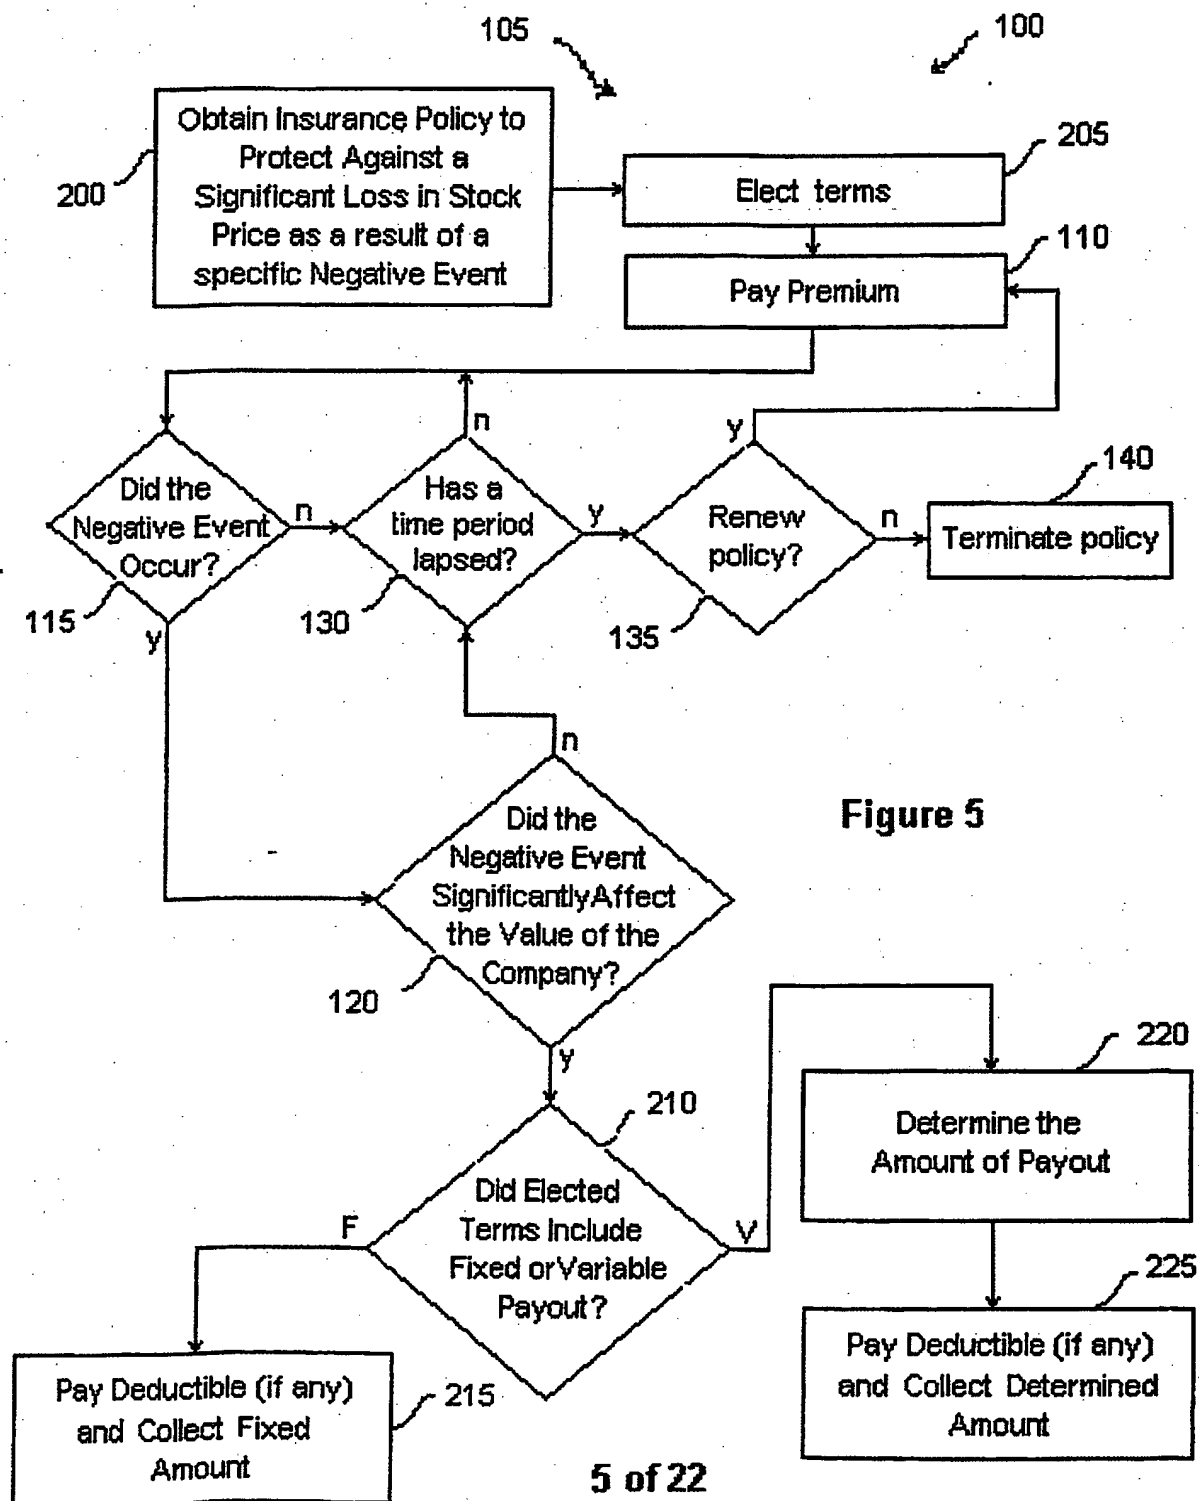 105
100
Obtain Insurance Policy to
Protect Against a
Significant Loss in Stock
Price as a result of a
specific Negative Event
200
205
Elect terms
110
Pay Premium
n
y
140
Did the
Negative Event
Occur?
n
Has a
time period
lapsed?
y
Renew
policy?
n
Terminate policy
115
130
135
y
n
Did the
Negative Event
Significantly Affect
the Value of the
Company?
Figure 5
120
y
210
220
Determine the
Amount of Payout
Did Elected
Terms Include
Fixed or Variable
Payout?
F
V
225
Pay Deductible (if any)
and Collect Determined
Amount
Pay Deductible (if any)
and Collect Fixed
Amount
215
5 of 22